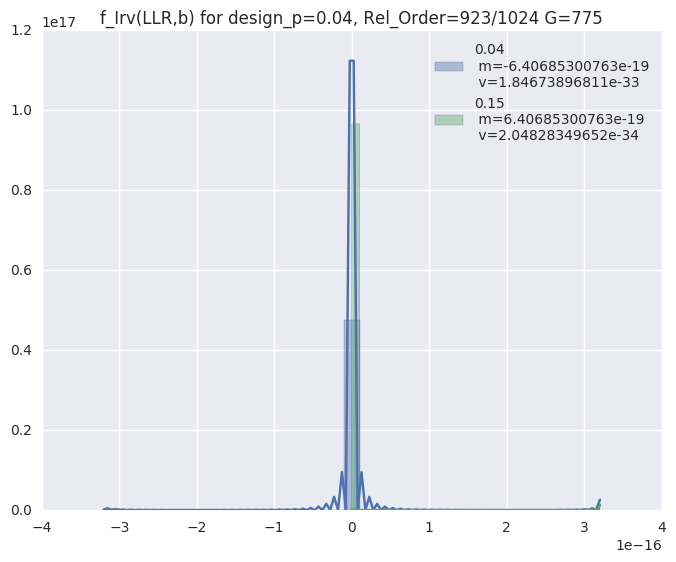 f_Irv(LLR,b) for design_p=0.04, Rel_Order=923/1024 G=775
1e17
0.04
m=-6.40685300763e-19
v=1.84673896811e-33
0.15
m=6.40685300763e-19
v=2.04828349652e-34
1.2
1.0
0.8
0.6
0.4
0.2
0.0
−4
−3
−2
−1
0
1
2
3
4
1e−16